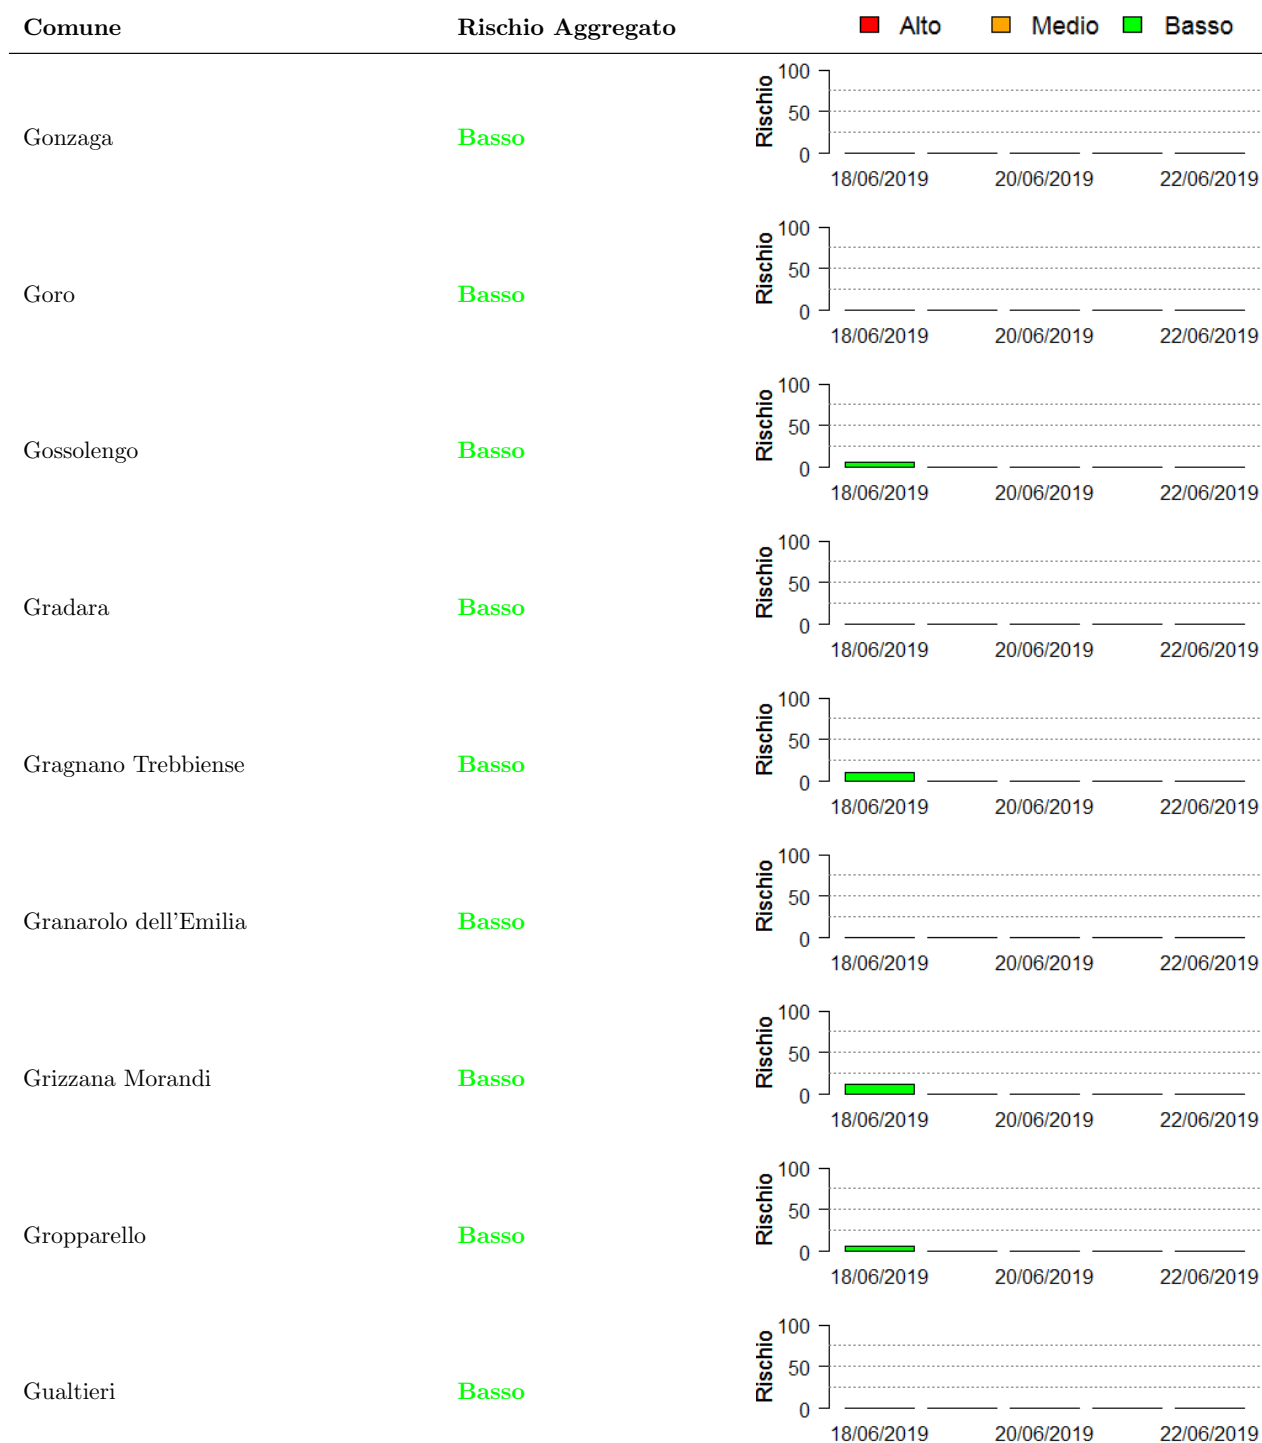 Comune Rischio Aggregato Alto Medio Basso
Gonzaga Basso Rischio 100 50 0
18/06/2019 20/06/2019 22/06/2019
Goro Basso Rischio 100 50 0
18/06/2019 20/06/2019 22/06/2019
Gossolengo Basso Rischio 100 50 0
18/06/2019 20/06/2019 22/06/2019
Gradara Basso Rischio 100 50 0
18/06/2019 20/06/2019 22/06/2019
Gragnano Trebbiense Basso Rischio 100 50 0
18/06/2019 20/06/2019 22/06/2019
Granarolo dell'Emilia Basso Rischio 100 50 0
18/06/2019 20/06/2019 22/06/2019
Grizzana Morandi Basso Rischio 100 50 0
18/06/2019 20/06/2019 22/06/2019
Gropparello Basso Rischio 100 50 0
18/06/2019 20/06/2019 22/06/2019
Gualtieri Basso Rischio 100 50 0
18/06/2019 20/06/2019 22/06/2019